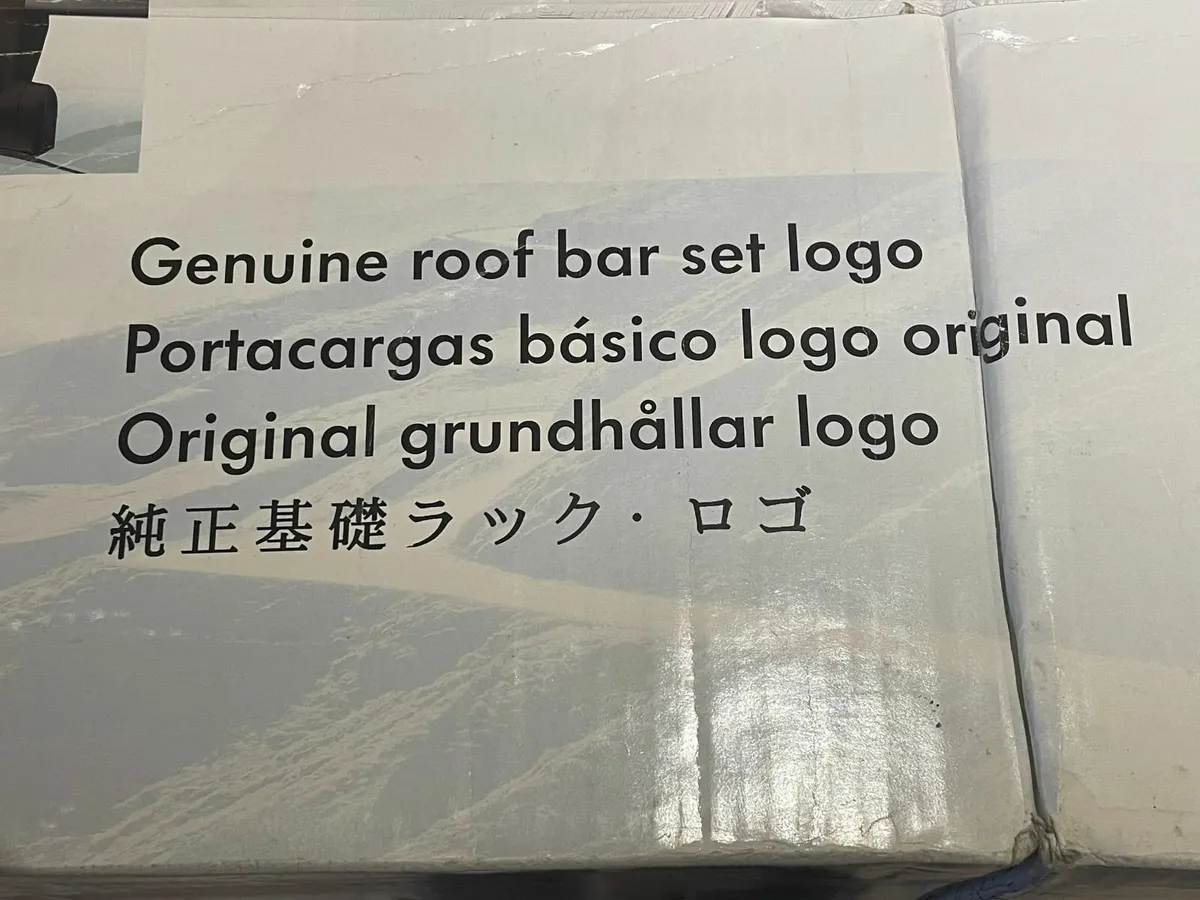 Genuine roof bar set logo
Portacargas básico logo original
Original grundhållar logo
純正基礎ラック・ロゴ